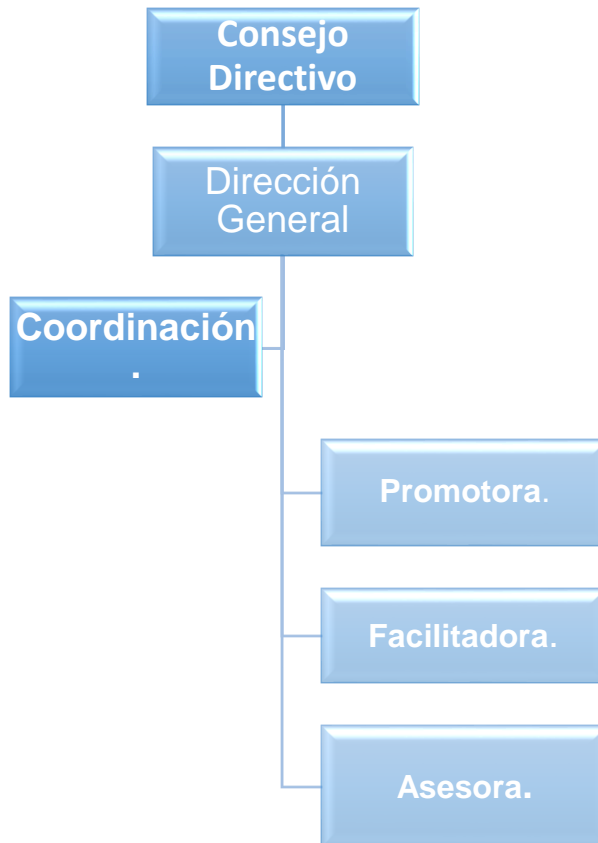 Consejo
Directivo
Dirección
General
Coordinación
.
Promotora.
Facilitadora.
Asesora.